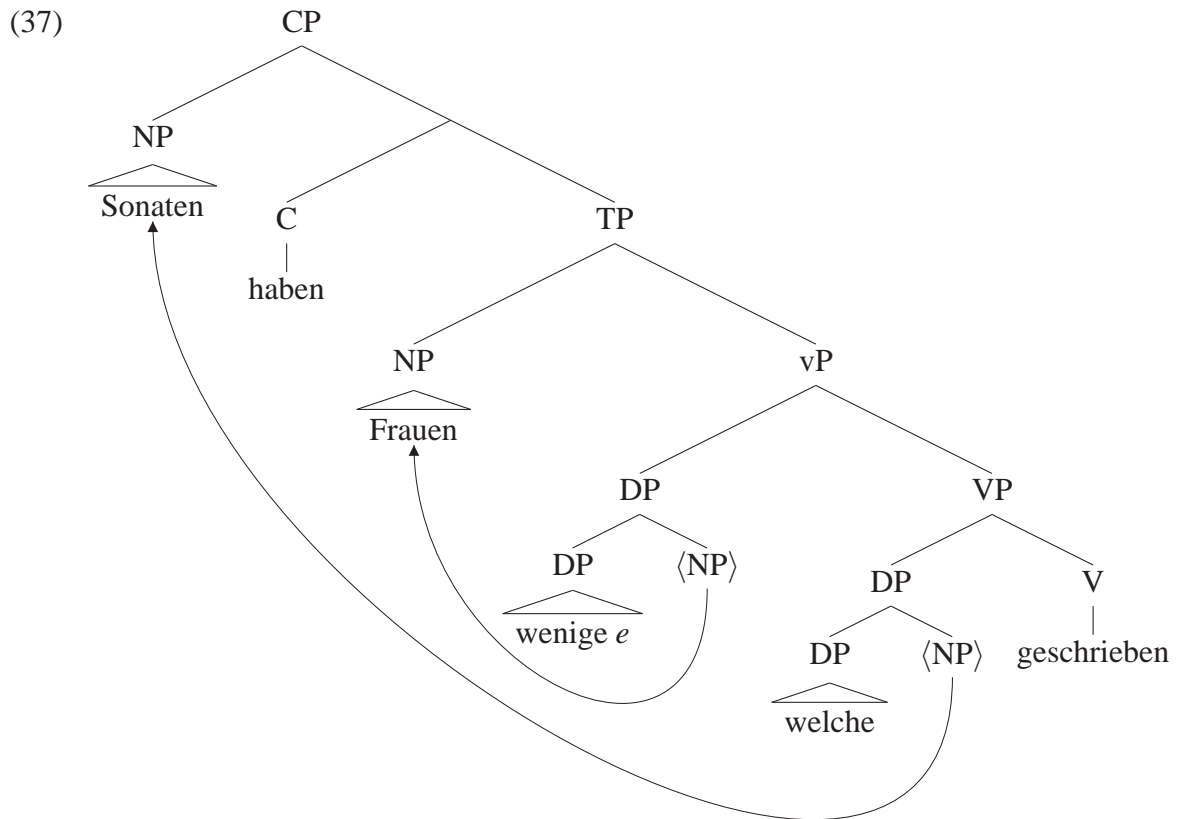 (37) CP
NP
Sonaten C TP
haben
NP vP
Frauen
DP VP
DP ⟨NP⟩ DP V
wenige e DP ⟨NP⟩ geschrieben
welche